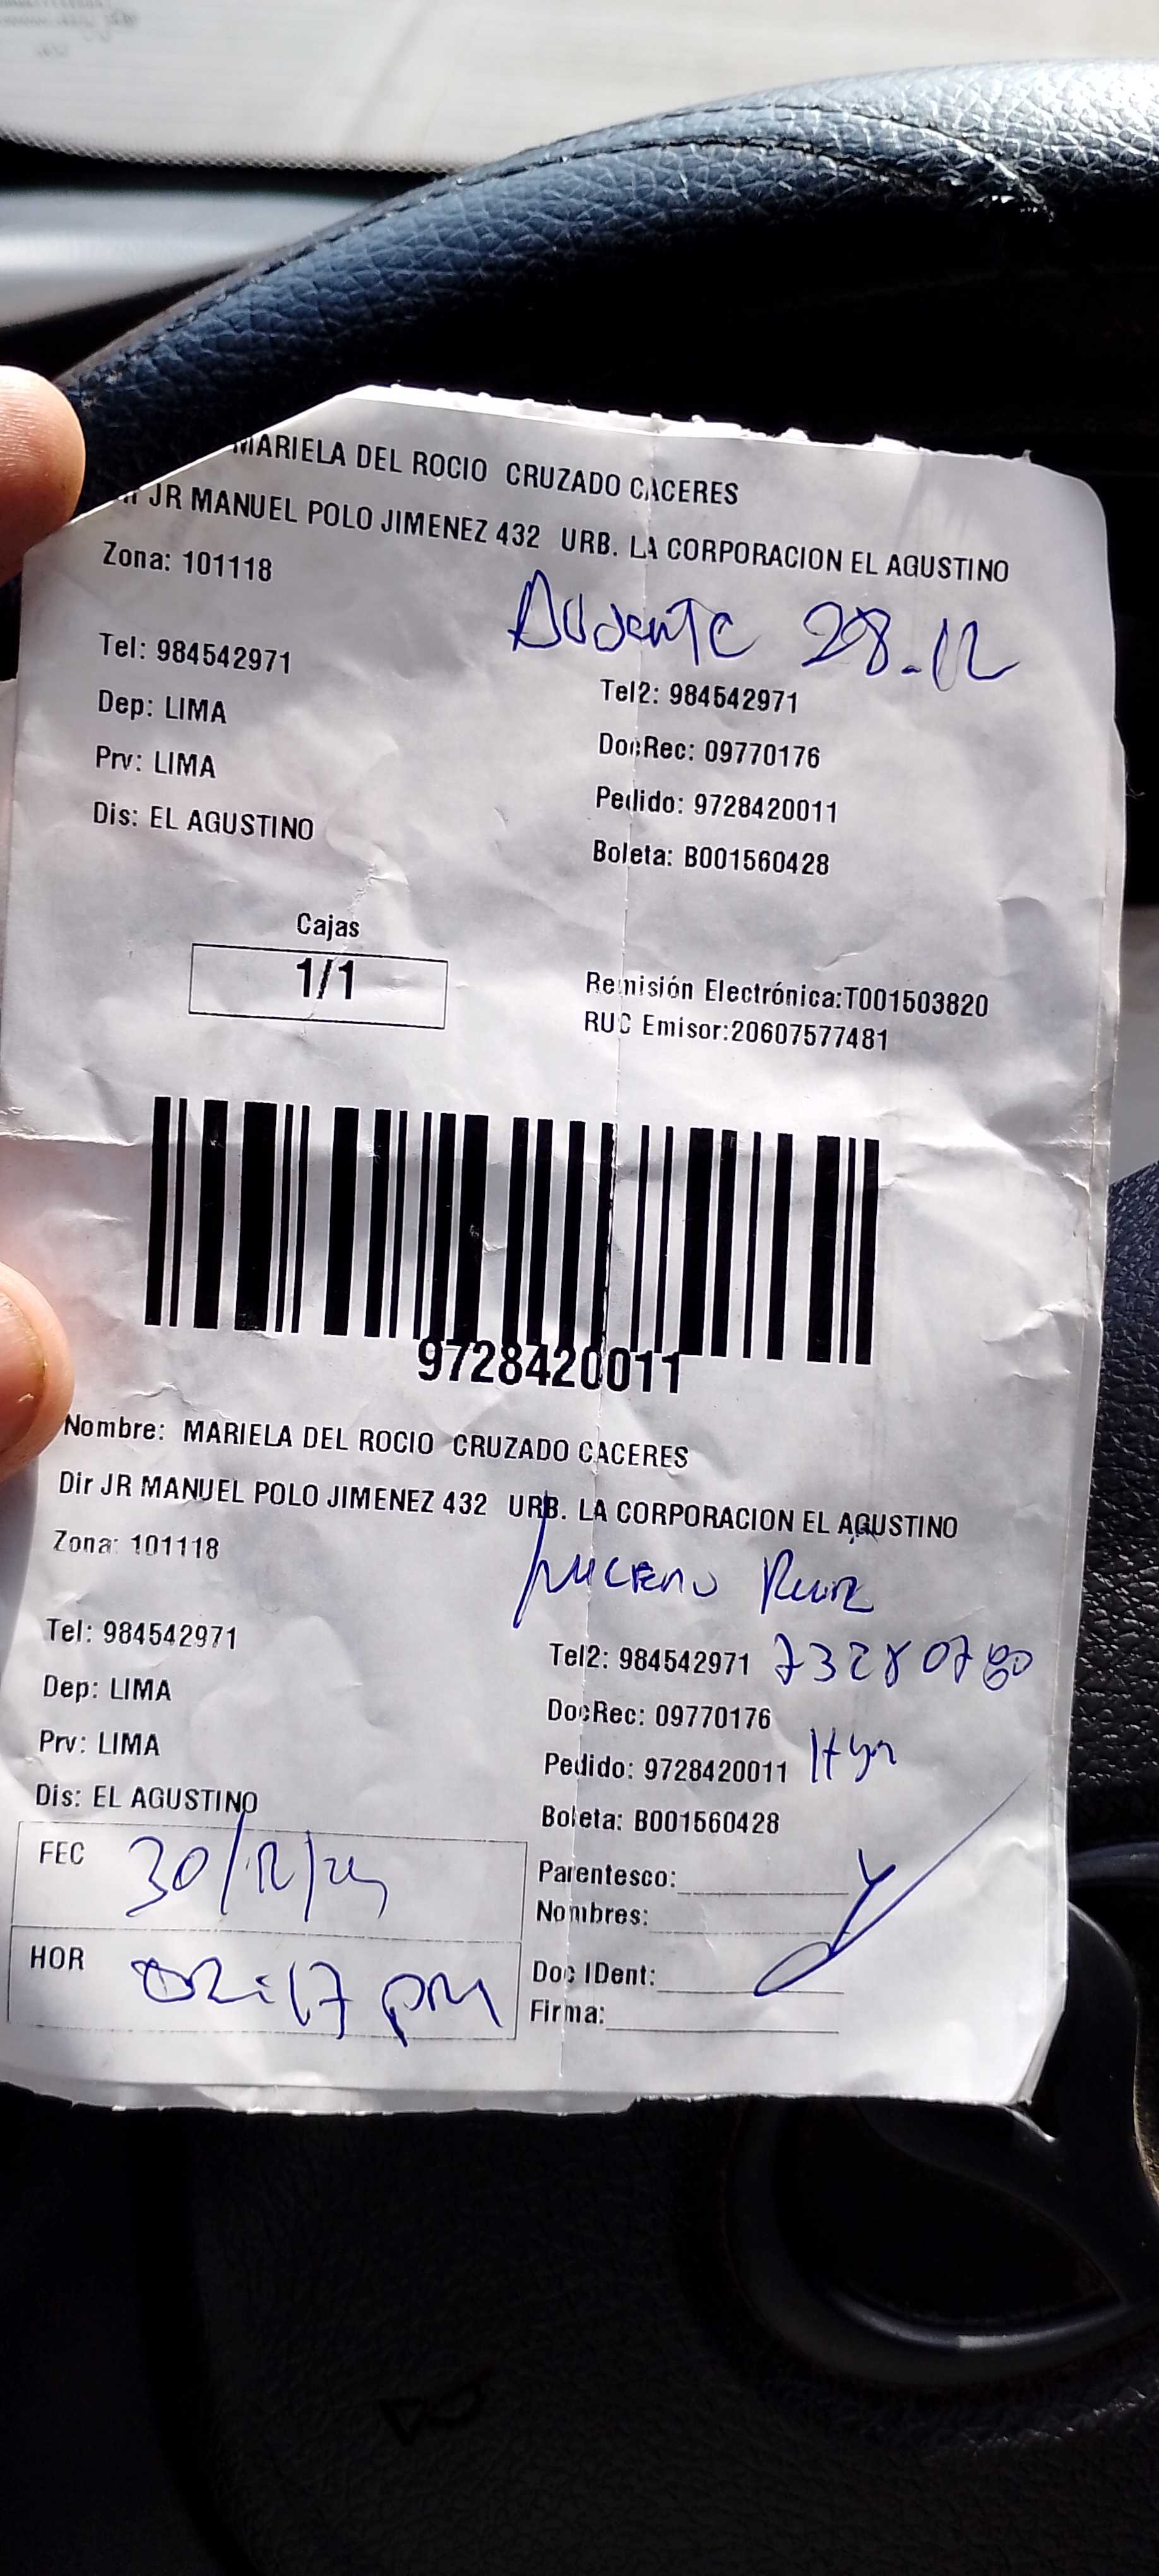 MARIELA DEL ROCIO CRUZADO CACERES
JR MANUEL POLO JIMENEZ 432 URB. LA CORPORACION EL AGUSTINO
Zona: 101118
Ausente 28-12
Tel: 984542971
Tel2: 984542971
Dep: LIMA
DocRec: 09770176
Prv: LIMA
Pedido: 9728420011
Dis: EL AGUSTINO
Boleta: B001560428
Cajas
1/1
Remisión Electrónica:T001503820
RUC Emisor:20607577481
9728420011
Nombre: MARIELA DEL ROCIO CRUZADO CACERES
Dir JR MANUEL POLO JIMENEZ 432 URB. LA CORPORACION EL AGUSTINO
Zona: 101118
Ruiz
Tel: 984542971
Tel2: 984542971
Dep: LIMA
DocRec: 09770176
Prv: LIMA
Pedido: 9728420011
Dis: EL AGUSTINO
Boleta: B001560428
FEC 30/12/25
Parentesco:
Nombres:
HOR 02:17 pm
Doc IDent:
Firma: